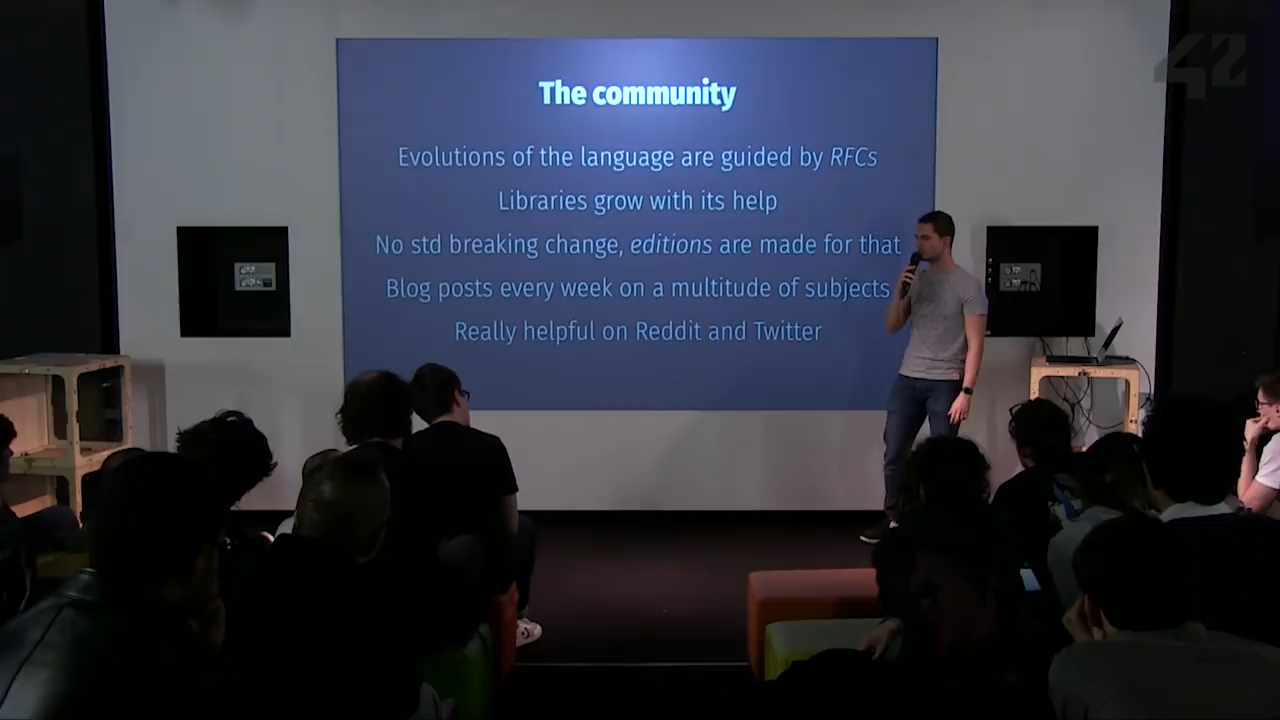 42
The community
Evolutions of the language are guided by RFCs
Libraries grow with its help
No std breaking change, editions are made for that
Blog posts every week on a multitude of subjects
Really helpful on Reddit and Twitter